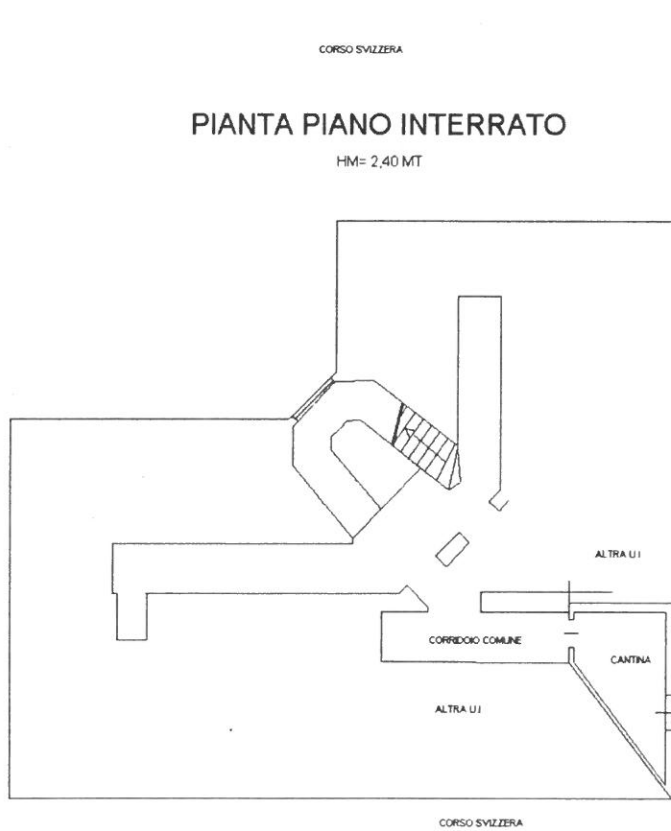 CORSO SVIZZERA
PIANTA PIANO INTERRATO
HM= 2,40 MT
ALTRA U.I
CORRIDOIO COMUNE
CANTINA
ALTRA U.I
CORSO SVIZZERA